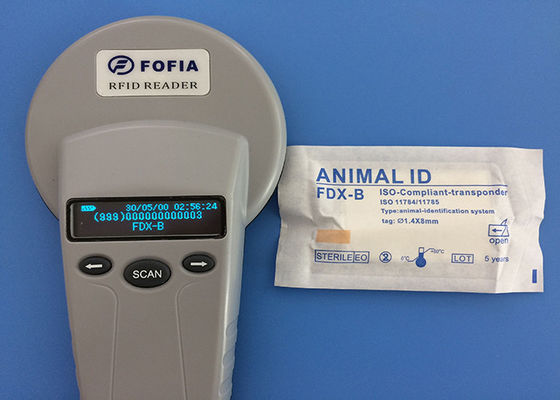 FOFIA
RFID READER
30/05/00 02:56:24
(999)000000000003
FDX-B
SCAN
ANIMAL ID
FDX-B
ISO-Compliant-transponder
ISO 11784/11785
Type:animal-identification system
tag: Ø1.4X8mm
open
STERILE EO
2
LOT
5 years